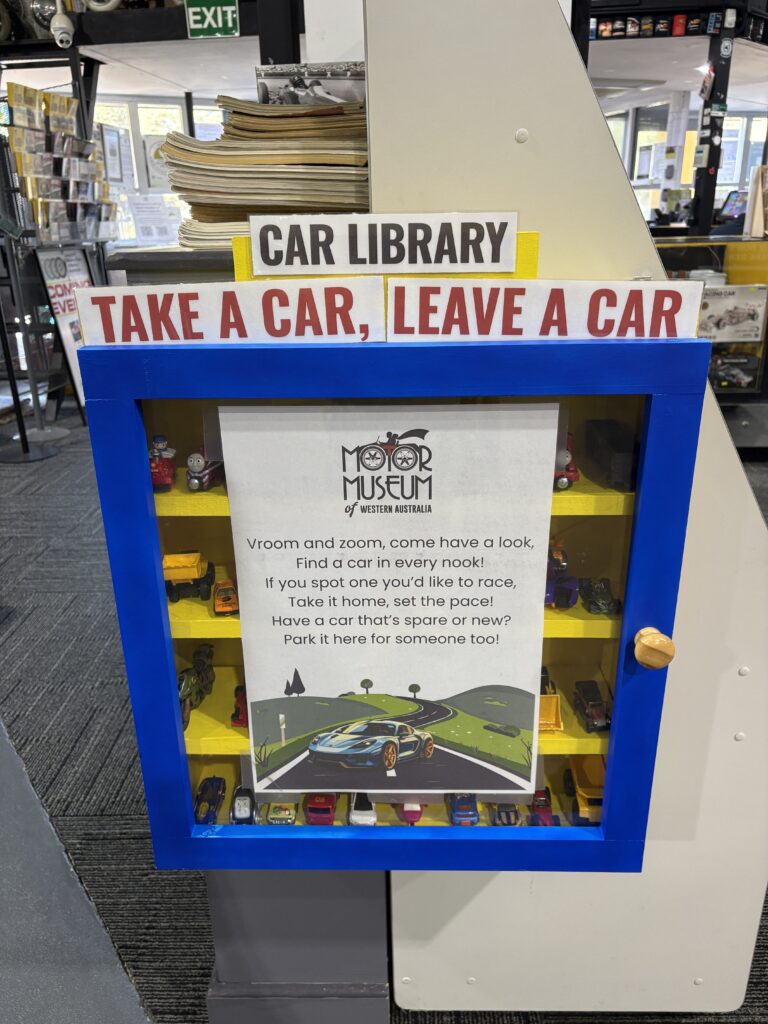 EXIT
CAR LIBRARY
TAKE A CAR, LEAVE A CAR
MOTOR
MUSEUM
of WESTERN AUSTRALIA
Vroom and zoom, come have a look,
Find a car in every nook!
If you spot one you'd like to race,
Take it home, set the pace!
Have a car that's spare or new?
Park it here for someone too!
COMING